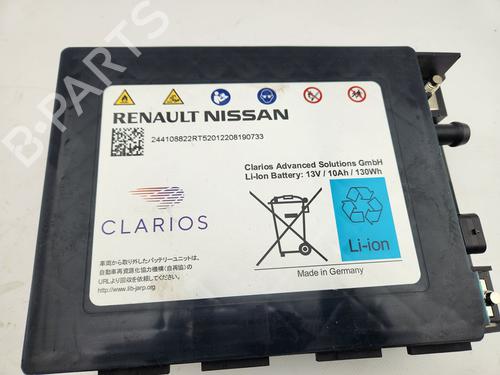 B-PARTS
RENAULT NISSAN
244108822RT52012208190733
Clarios Advanced Solutions GmbH
Li-Ion Battery: 13V / 10Ah / 130Wh
CLARIOS
Li-ion
車両から取り外したバッテリーユニットは、
自動車再資源化協力機構（自再協）の
URLより回収を依頼してください。
http://www.lib-jarp.org
Made in Germany